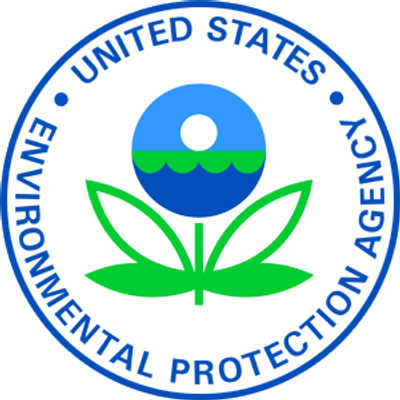 UNITED STATES
ENVIRONMENTAL PROTECTION AGENCY